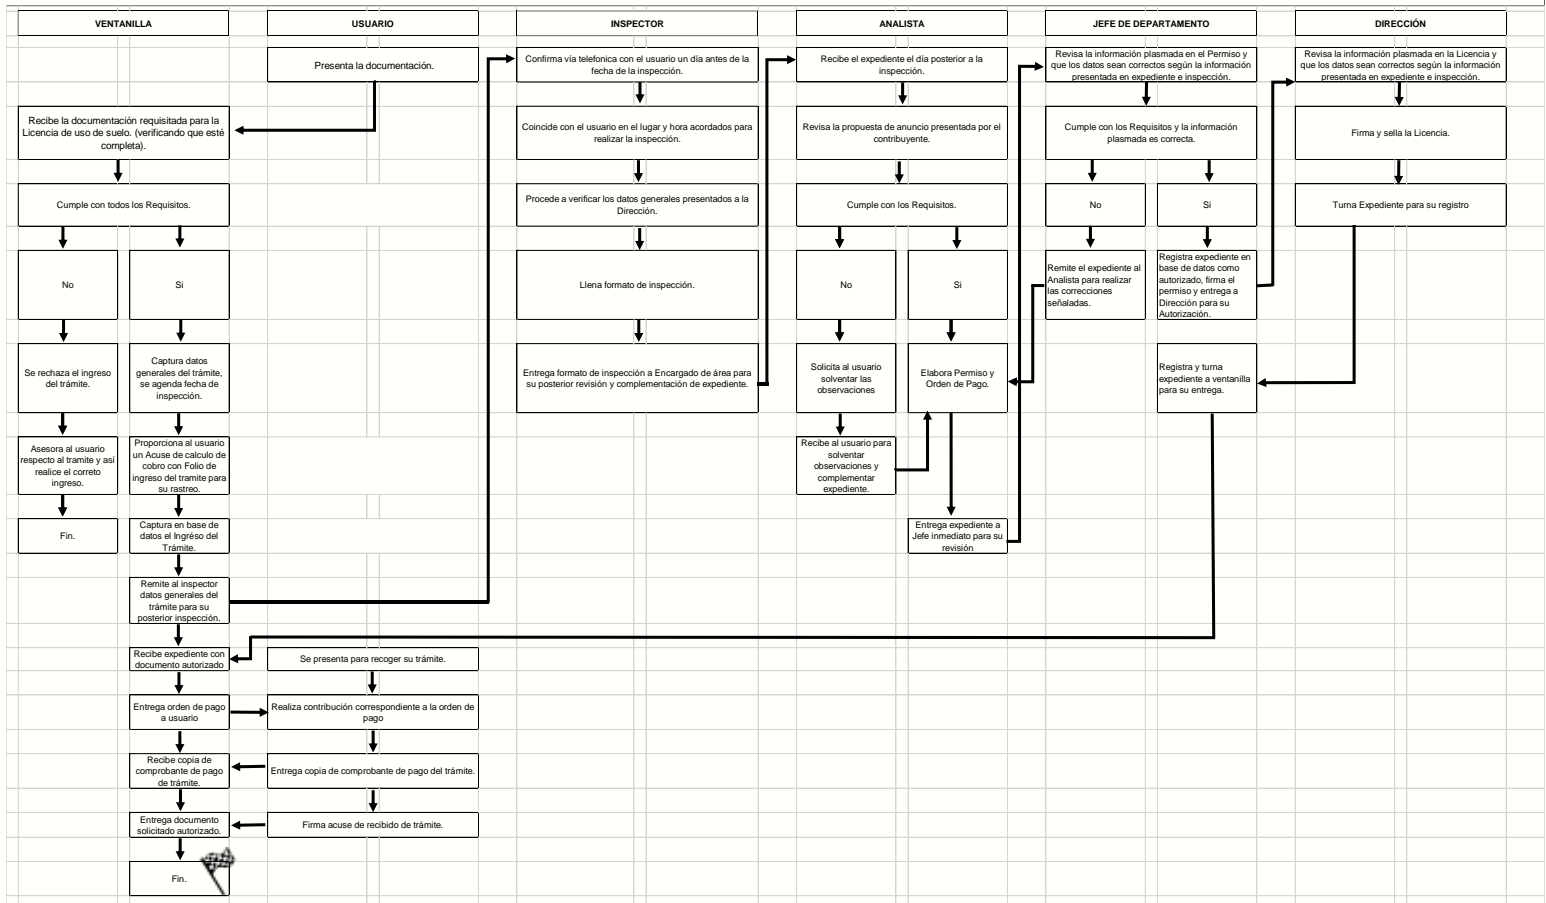 VENTANILLA
USUARIO
INSPECTOR
ANALISTA
JEFE DE DEPARTAMENTO
DIRECCIÓN
Presenta la documentación.
Recibe la documentación requisitada para la
Licencia de uso de suelo. (verificando que esté
completa).
Cumple con todos los Requisitos.
No
Si
Se rechaza el ingreso
del trámite.
Captura datos
generales del trámite,
se agenda fecha de
inspección.
Asesora al usuario
respecto al tramite y así
realice el correto
ingreso.
Proporciona al usuario
un Acuse de calculo de
cobro con Folio de
ingreso del tramite para
su rastreo.
Fin.
Captura en base de
datos el Ingréso del
Trámite.
Remite al inspector
datos generales del
trámite para su
posterior inspección.
Recibe expediente con
documento autorizado
Se presenta para recoger su trámite.
Entrega orden de pago
a usuario
Realiza contribución correspondiente a la orden de
pago
Recibe copia de
comprobante de pago
de trámite.
Entrega copia de comprobante de pago del trámite.
Entrega documento
solicitado autorizado.
Firma acuse de recibido de trámite.
Fin.
Confirma vía telefonica con el usuario un día antes de la
fecha de la inspección.
Coincide con el usuario en el lugar y hora acordados para
realizar la inspección.
Procede a verificar los datos generales presentados a la
Dirección.
Llena formato de inspección.
Entrega formato de inspección a Encargado de área para
su posterior revisión y complementación de expediente.
Recibe el expediente el día posterior a la
inspección.
Revisa la propuesta de anuncio presentada por el
contribuyente.
Cumple con los Requisitos.
No
Si
Solicita al usuario
solventar las
observaciones
Elabora Permiso y
Orden de Pago.
Recibe al usuario para
solventar
observaciones y
complementar
expediente.
Entrega expediente a
Jefe inmediato para su
revisión
Revisa la información plasmada en el Permiso y
que los datos sean correctos según la información
presentada en expediente e inspección.
Cumple con los Requisitos y la información
plasmada es correcta.
No
Si
Remite el expediente al
Analista para realizar
las correcciones
señaladas.
Registra expediente en
base de datos como
autorizado, firma el
permiso y entrega a
Dirección para su
Autorización.
Registra y turna
expediente a ventanilla
para su entrega.
Revisa la información plasmada en la Licencia y
que los datos sean correctos según la información
presentada en expediente e inspección.
Firma y sella la Licencia.
Turna Expediente para su registro